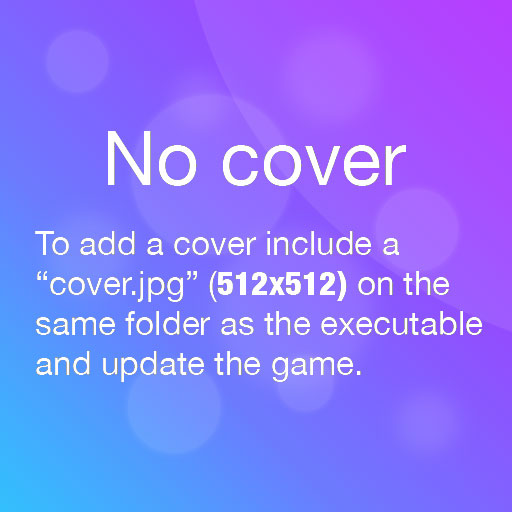 No cover
To add a cover include a
“cover.jpg” (512x512) on the
same folder as the executable
and update the game.